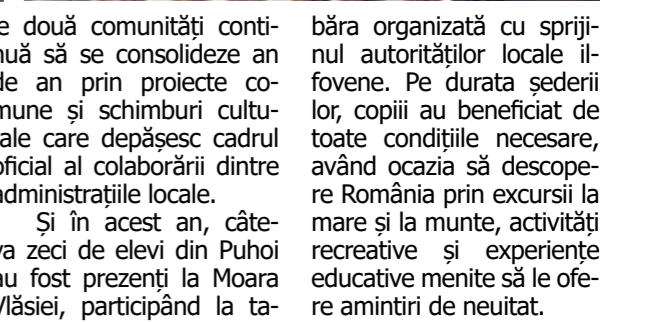 e două comunități conti-
nuă să se consolideze an
de an prin proiecte co-
mune și schimburi cultu-
rale care depășesc cadrul
oficial al colaborării dintre
administrațiile locale.
Și în acest an, câte-
va zeci de elevi din Puhoi
au fost prezenți la Moara
Vlăsiei, participând la ta-
băra organizată cu spriji-
nul autorităților locale il-
fovene. Pe durata șederii
lor, copiii au beneficiat de
toate condițiile necesare,
având ocazia să descope-
re România prin excursii la
mare și la munte, activități
recreative și experiențe
educative menite să le ofe-
re amintiri de neuitat.